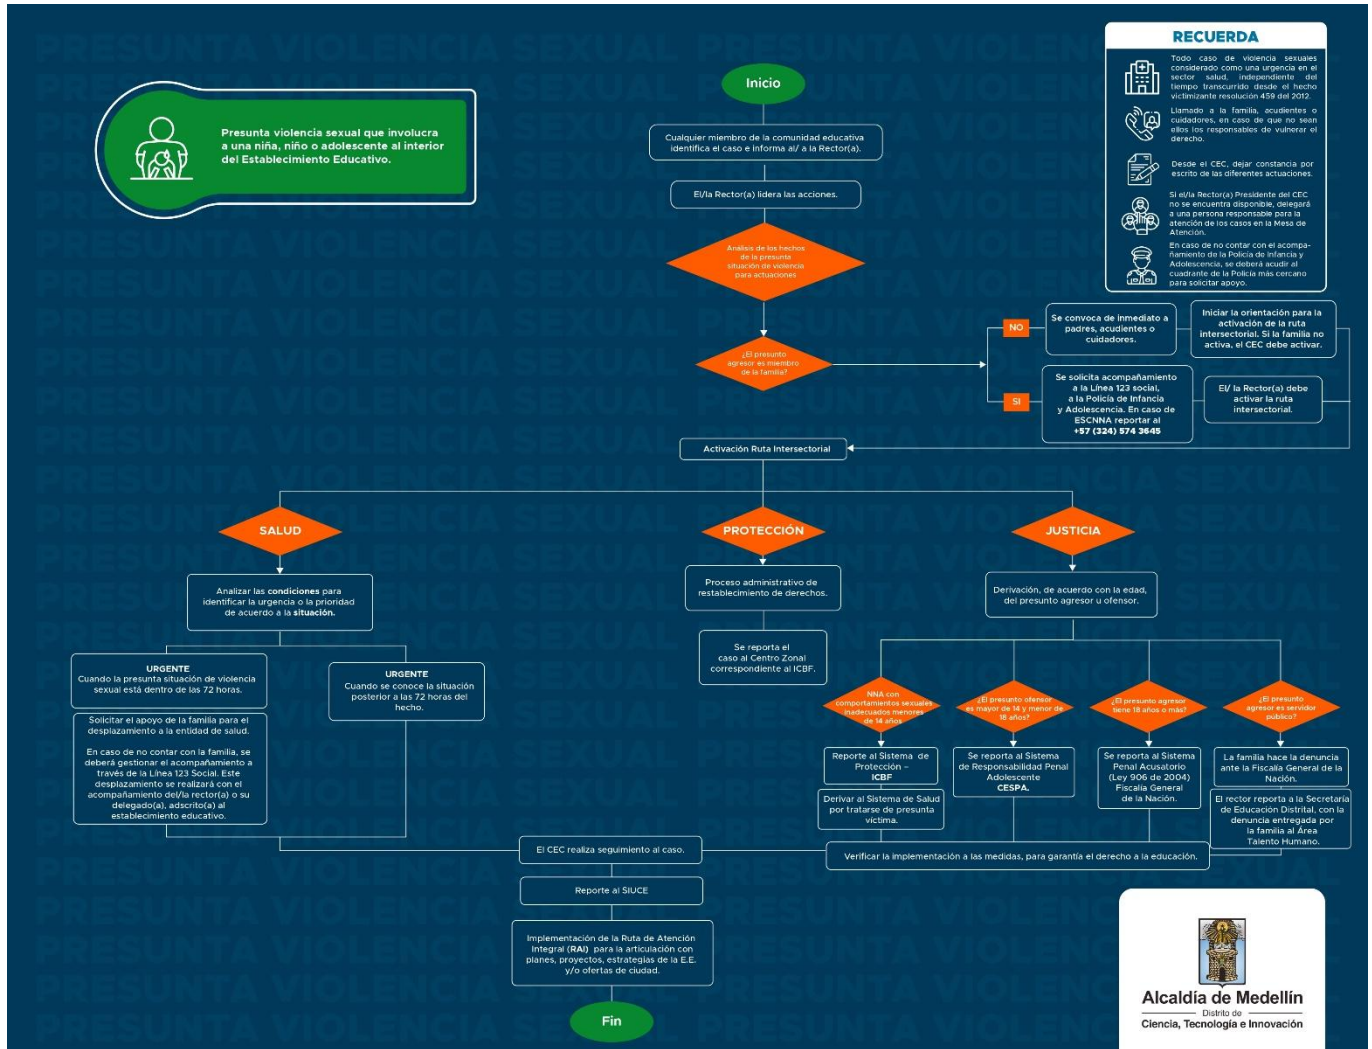 Presunta violencia sexual que involucra
a una niña, niño o adolescente al interior
del Establecimiento Educativo.
Inicio
Cualquier miembro de la comunidad educativa
identifica el caso e informa al/ a la Rector(a).
El/la Rector(a) lidera las acciones.
Análisis de los hechos
de la presunta
situación de violencia
para actuaciones
¿El presunto
agresor es miembro
de la familia?
RECUERDA
Todo caso de violencia sexuales
considerado como una urgencia en el
sector salud, independiente del
tiempo transcurrido desde el hecho
victimizante resolución 459 del 2012.
Llamado a la familia, acudientes o
cuidadores, en caso de que no sean
ellos los responsables de vulnerar el
derecho.
Desde el CEC, dejar constancia por
escrito de las diferentes actuaciones.
Si el/la Rector(a) Presidente del CEC
no se encuentra disponible, delegará
a una persona responsable para la
atención de los casos en la Mesa de
Atención.
En caso de no contar con el acompa-
ñamiento de la Policía de Infancia y
Adolescencia, se deberá acudir al
cuadrante de la Policía más cercano
para solicitar apoyo.
NO
Se convoca de inmediato a
padres, acudientes o
cuidadores.
Iniciar la orientación para la
activación de la ruta
intersectorial. Si la familia no
activa, el CEC debe activar.
SI
Se solicita acompañamiento
a la Línea 123 social,
a la Policía de Infancia
y Adolescencia. En caso de
ESCNNA reportar al
+57 (324) 574 3645
El/ la Rector(a) debe
activar la ruta
intersectorial.
Activación Ruta Intersectorial
SALUD
Analizar las condiciones para
identificar la urgencia o la prioridad
de acuerdo a la situación.
URGENTE
Cuando la presunta situación de violencia
sexual está dentro de las 72 horas.
Solicitar el apoyo de la familia para el
desplazamiento a la entidad de salud.
En caso de no contar con la familia, se
deberá gestionar el acompañamiento a
través de la Línea 123 Social. Este
desplazamiento se realizará con el
acompañamiento del/la rector(a) o su
delegado(a), adscrito(a) al
establecimiento educativo.
URGENTE
Cuando se conoce la situación
posterior a las 72 horas del
hecho.
PROTECCIÓN
Proceso administrativo de
restablecimiento de derechos.
Se reporta el
caso al Centro Zonal
correspondiente al ICBF.
JUSTICIA
Derivación, de acuerdo con la edad,
del presunto agresor u ofensor.
NNA con
comportamientos sexuales
inadecuados menores
de 14 años
Reporte al Sistema de
Protección –
ICBF
Derivar al Sistema de Salud
por tratarse de presunta
víctima.
¿El presunto ofensor
es mayor de 14 y menor de
18 años?
Se reporta al Sistema
de Responsabilidad Penal
Adolescente
CESPA.
¿El presunto agresor
tiene 18 años o más?
Se reporta al Sistema
Penal Acusatorio
(Ley 906 de 2004)
Fiscalía General
de la Nación.
¿El presunto
agresor es servidor
público?
La familia hace la denuncia
ante la Fiscalía General de la
Nación.
El rector reporta a la Secretaría
de Educación Distrital, con la
denuncia entregada por
la familia al Área
Talento Humano.
Verificar la implementación a las medidas, para garantía el derecho a la educación.
El CEC realiza seguimiento al caso.
Reporte al SIUCE
Implementación de la Ruta de Atención
Integral (RAI) para la articulación con
planes, proyectos, estrategias de la E.E.
y/o ofertas de ciudad.
Fin
Alcaldía de Medellín
Distrito de
Ciencia, Tecnología e Innovación